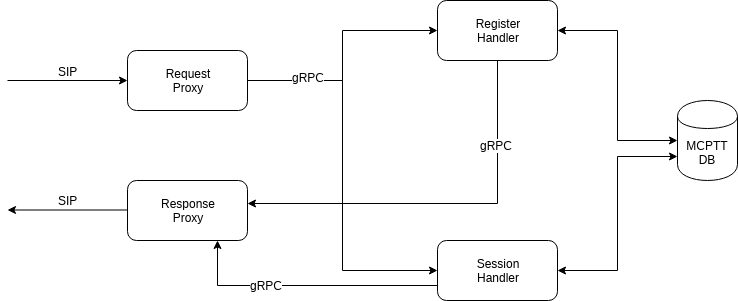 Register
Handler
SIP
Request
Proxy
gRPC
gRPC
MCPTT
DB
SIP
Response
Proxy
Session
Handler
gRPC